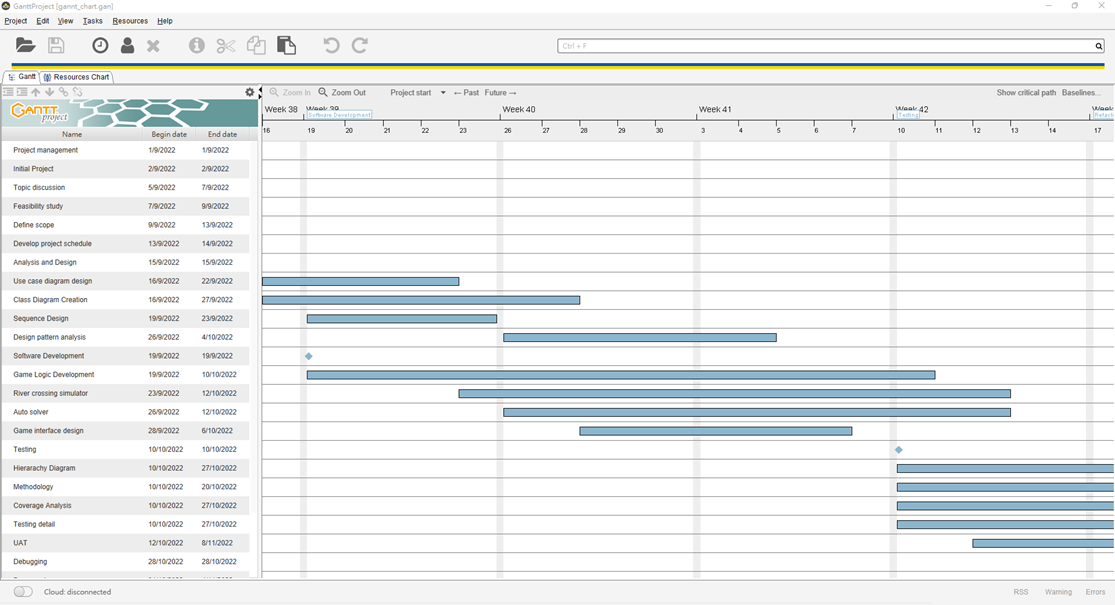 GanttProject [gannt_chart.gan]
Project Edit View Tasks Resources Help
Ctrl + F
Gantt Resources Chart
Zoom In Zoom Out Project start ← Past Future → Show critical path Baselines...
GANTT project
Week 38 Week 39 Week 40 Week 41 Week 42 Week
Software Development Testing
Name Begin date End date 16 19 20 21 22 23 26 27 28 29 30 3 4 5 6 7 10 11 12 13 14 17
Project management 1/9/2022 1/9/2022
Initial Project 2/9/2022 2/9/2022
Topic discussion 5/9/2022 7/9/2022
Feasibility study 7/9/2022 9/9/2022
Define scope 9/9/2022 13/9/2022
Develop project schedule 13/9/2022 14/9/2022
Analysis and Design 15/9/2022 15/9/2022
Use case diagram design 16/9/2022 22/9/2022
Class Diagram Creation 16/9/2022 27/9/2022
Sequence Design 19/9/2022 23/9/2022
Design pattern analysis 26/9/2022 4/10/2022
Software Development 19/9/2022 19/9/2022
Game Logic Development 19/9/2022 10/10/2022
River crossing simulator 23/9/2022 12/10/2022
Auto solver 26/9/2022 12/10/2022
Game interface design 28/9/2022 6/10/2022
Testing 10/10/2022 10/10/2022
Hierarachy Diagram 10/10/2022 27/10/2022
Methodology 10/10/2022 20/10/2022
Coverage Analysis 10/10/2022 27/10/2022
Testing detail 10/10/2022 27/10/2022
UAT 12/10/2022 8/11/2022
Debugging 28/10/2022 28/10/2022
Cloud: disconnected RSS Warning Errors